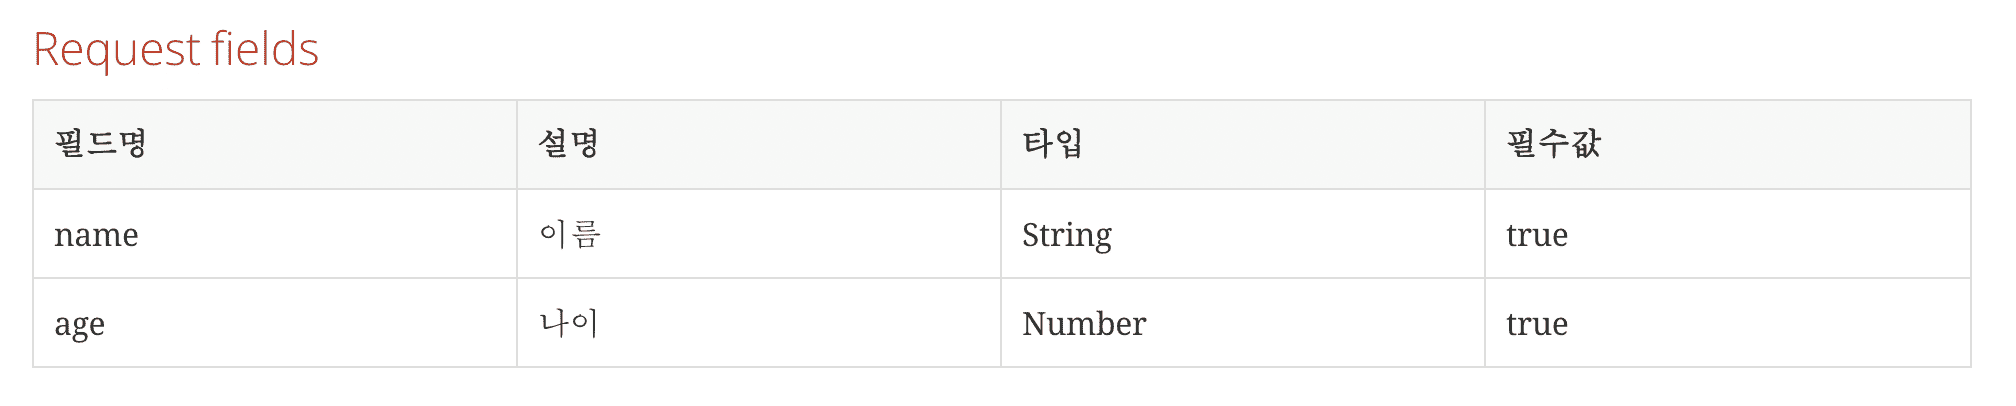 Request fields
필드명 설명 타입 필수값
name 이름 String true
age 나이 Number true